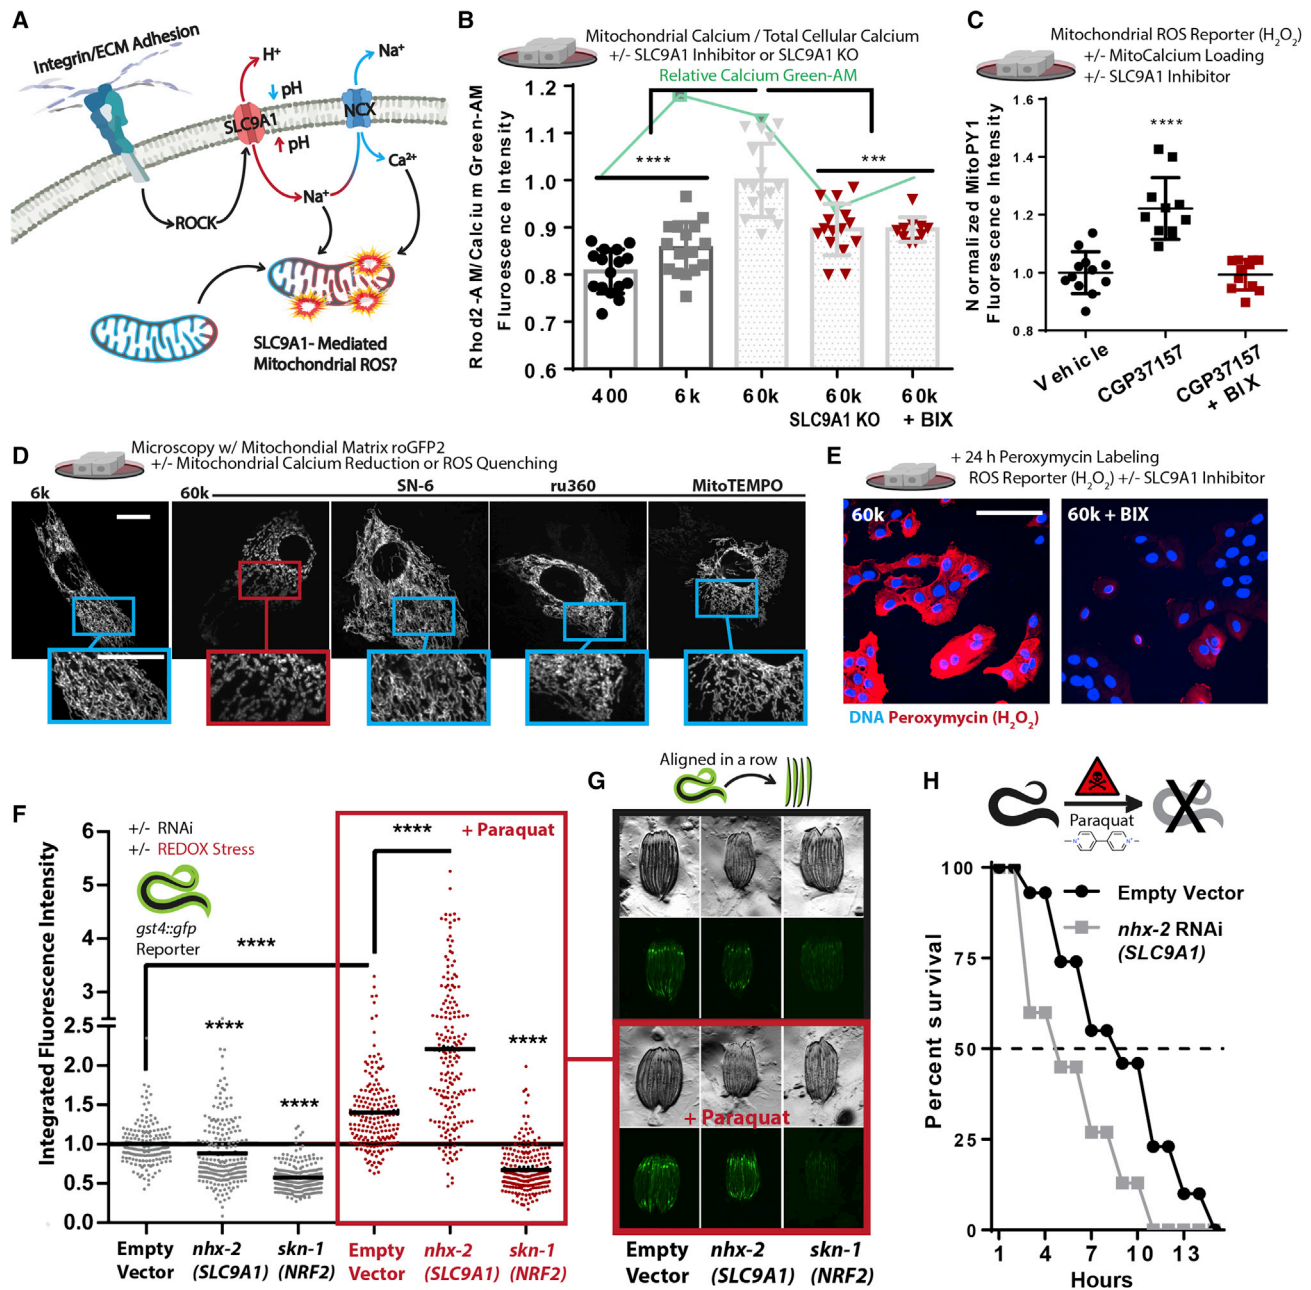 A
Integrin/ECM Adhesion
H⁺
Na⁺
pH
SLC9A1
NCX
pH
Ca²⁺
Na⁺
ROCK
SLC9A1- Mediated
Mitochondrial ROS?
B
Mitochondrial Calcium / Total Cellular Calcium
+/- SLC9A1 Inhibitor or SLC9A1 KO
Relative Calcium Green-AM
Rhod2-AM/Calcium Green-AM
Fluorescence Intensity
1.2
1.1
1.0
0.9
0.8
0.7
0.6
****
***
400
6k
60k
60k
SLC9A1 KO
60k
+ BIX
C
Mitochondrial ROS Reporter (H₂O₂)
+/- MitoCalcium Loading
+/- SLC9A1 Inhibitor
Normalized MitoPY1
Fluorescence Intensity
1.6
1.4
1.2
1.0
0.8
****
Vehicle
CGP37157
CGP37157
+ BIX
D
Microscopy w/ Mitochondial Matrix roGFP2
+/- Mitochondrial Calcium Reduction or ROS Quenching
6k
60k
SN-6
ru360
MitoTEMPO
E
+ 24 h Peroxymycin Labeling
ROS Reporter (H₂O₂) +/- SLC9A1 Inhibitor
60k
60k + BIX
DNA Peroxymycin (H₂O₂)
F
Integrated Fluorescence Intensity
6
5
4
3
2.5
2.0
1.5
1.0
0.5
0.0
+/- RNAi
+/- REDOX Stress
gst4::gfp
Reporter
****
****
****
****
+ Paraquat
****
Empty
Vector
nhx-2
(SLC9A1)
skn-1
(NRF2)
Empty
Vector
nhx-2
(SLC9A1)
skn-1
(NRF2)
G
Aligned in a row
+ Paraquat
Empty
Vector
nhx-2
(SLC9A1)
skn-1
(NRF2)
H
Paraquat
Percent survival
100
75
50
25
0
Empty Vector
nhx-2 RNAi
(SLC9A1)
1
4
7
10
13
Hours